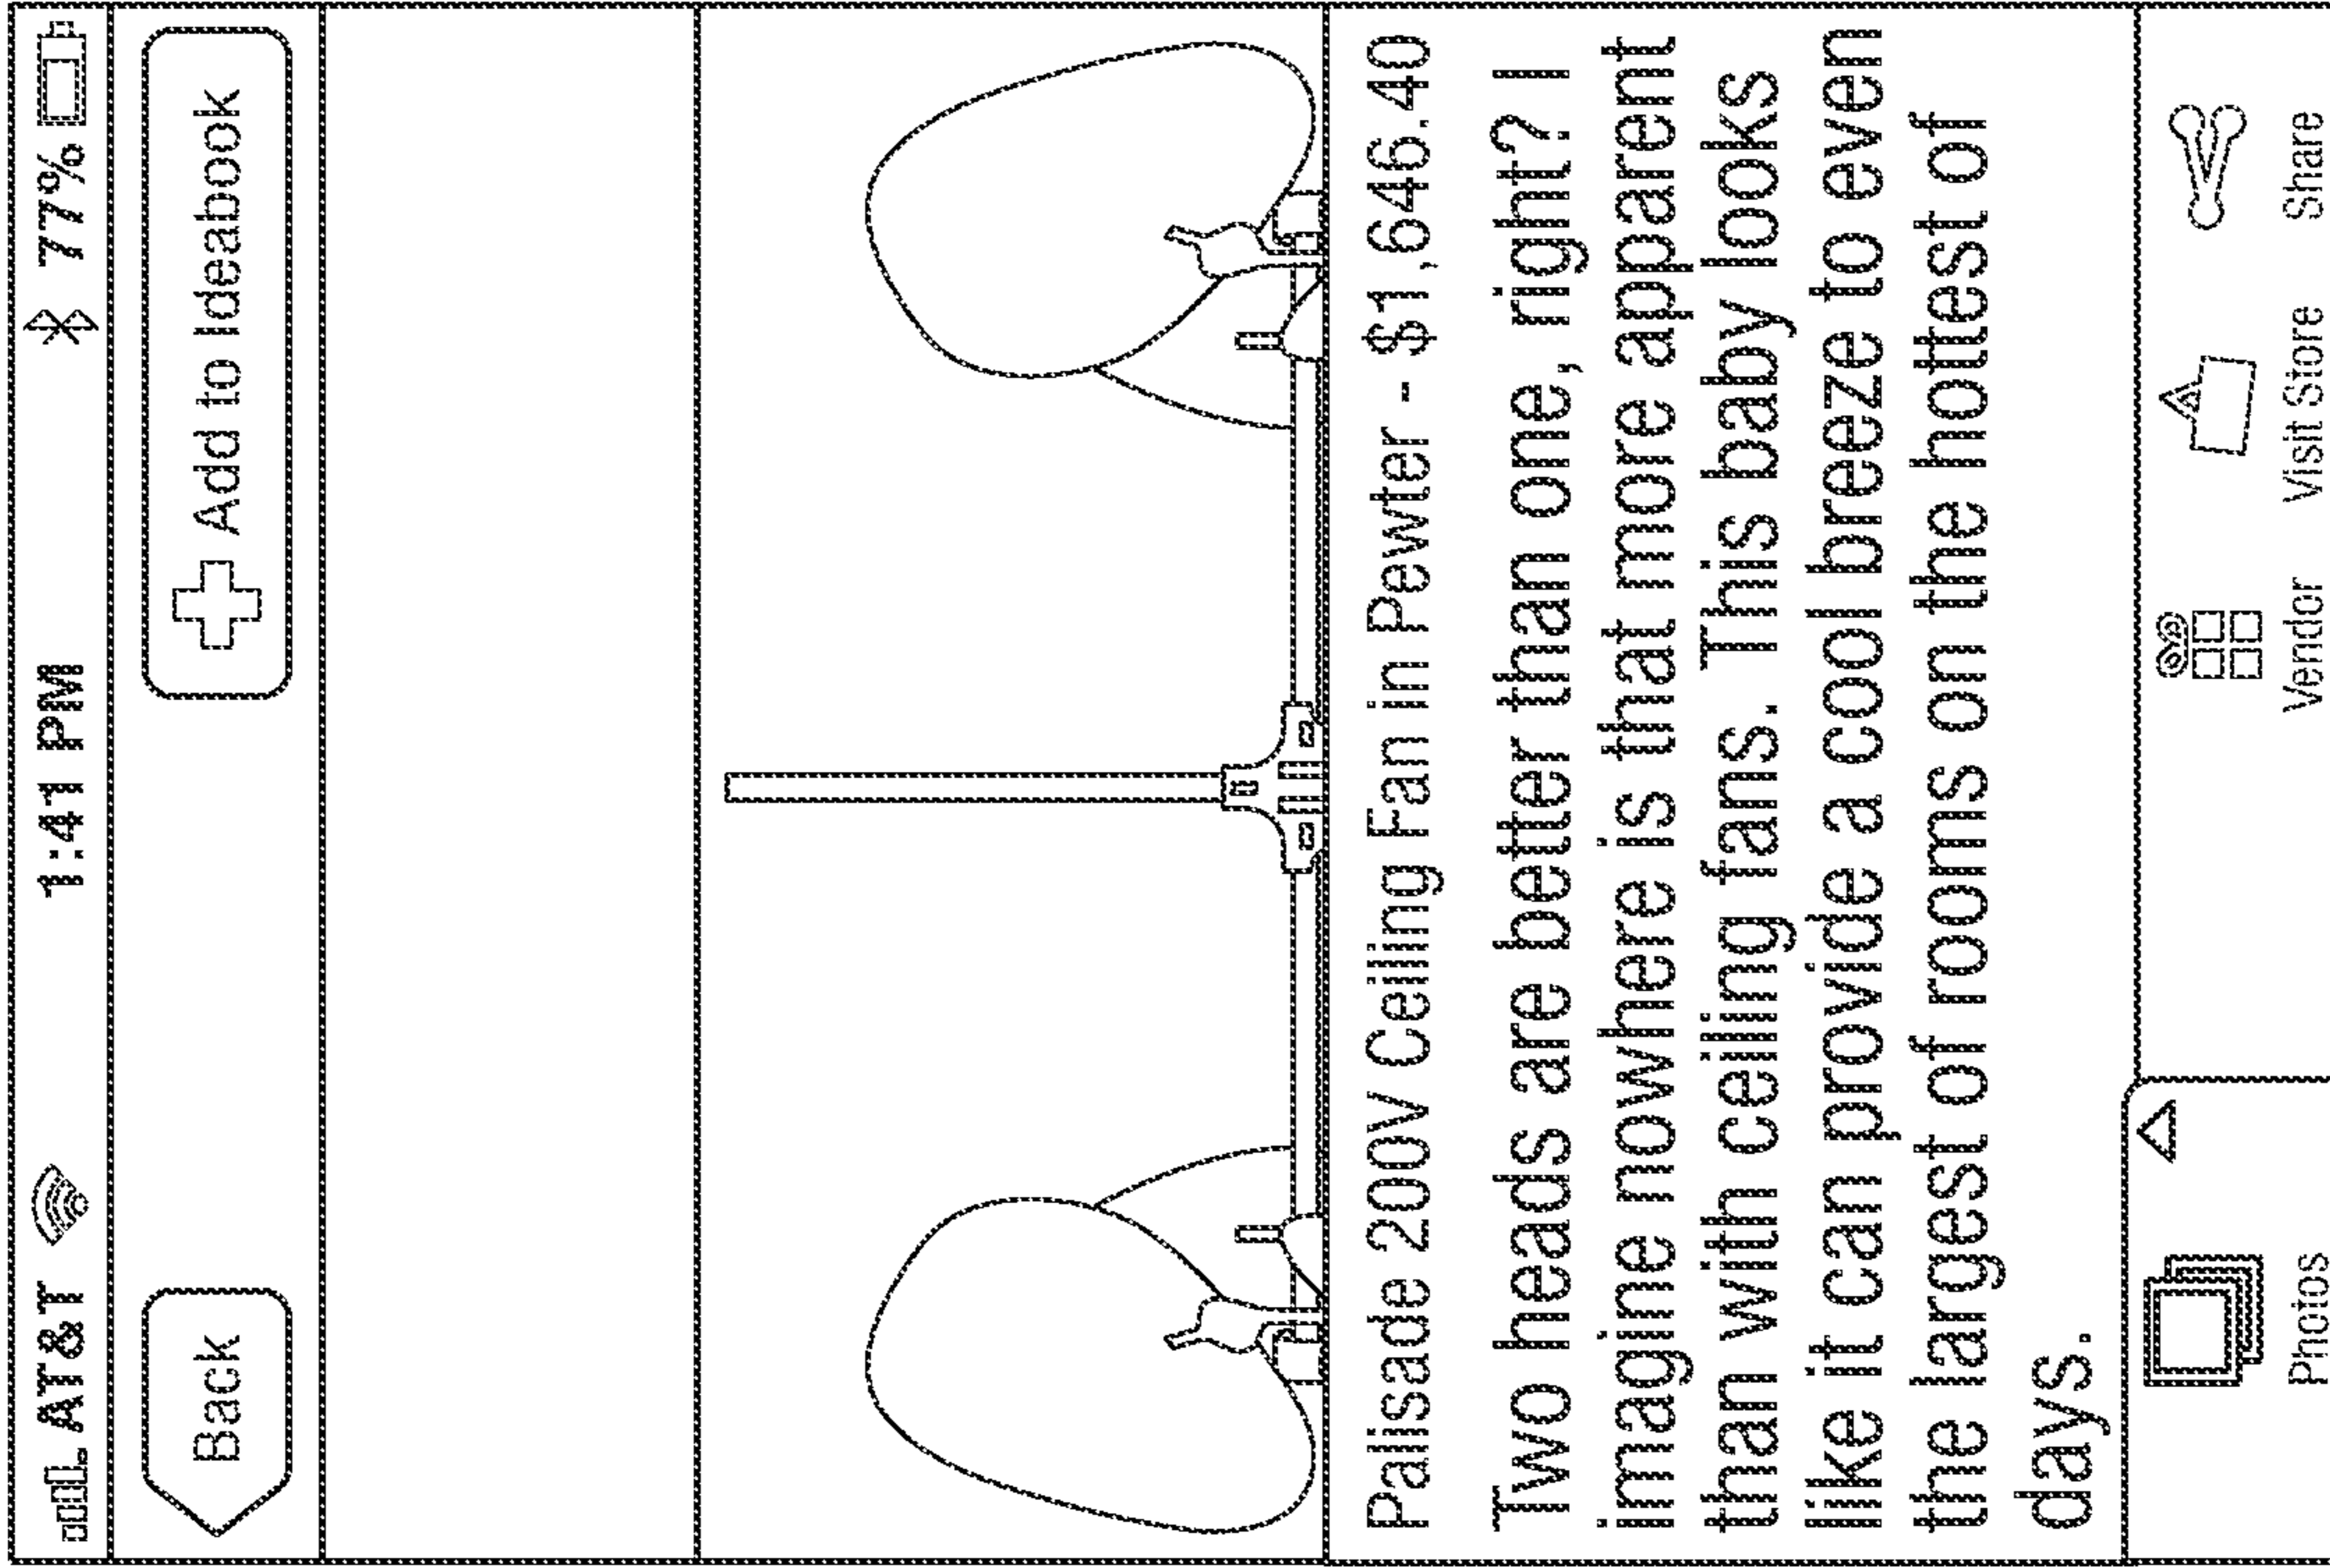 AT&T 1:41 PM 77%
Back Add to Ideabook
Palisade 200V Ceiling Fan in Pewter - $1,646.40
Two heads are better than one, right? I
imagine nowhere is that more apparent
than with ceiling fans. This baby looks
like it can provide a cool breeze to even
the largest of rooms on the hottest of
days.
Photos Vendor Visit Store Share